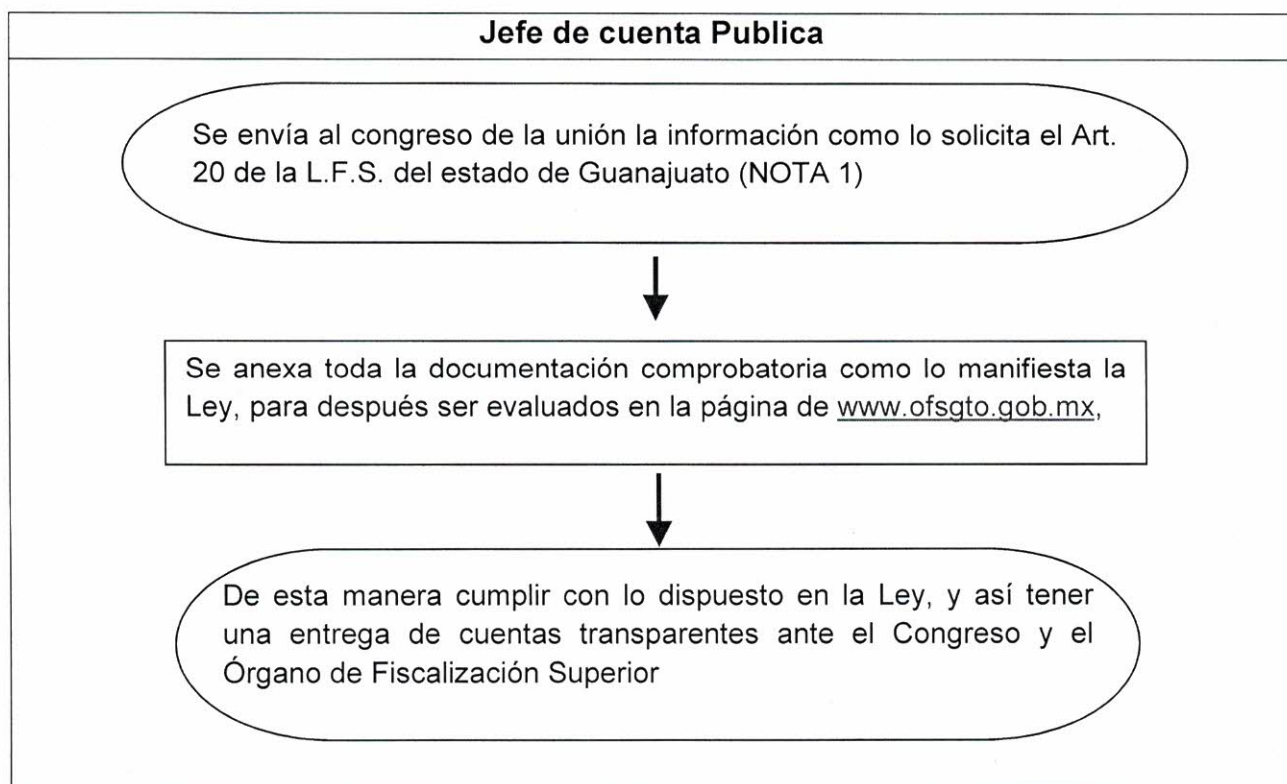 Jefe de cuenta Publica
Se envía al congreso de la unión la información como lo solicita el Art.
20 de la L.F.S. del estado de Guanajuato (NOTA 1)
Se anexa toda la documentación comprobatoria como lo manifiesta la
Ley, para después ser evaluados en la página de www.ofsgto.gob.mx,
De esta manera cumplir con lo dispuesto en la Ley, y así tener
una entrega de cuentas transparentes ante el Congreso y el
Órgano de Fiscalización Superior